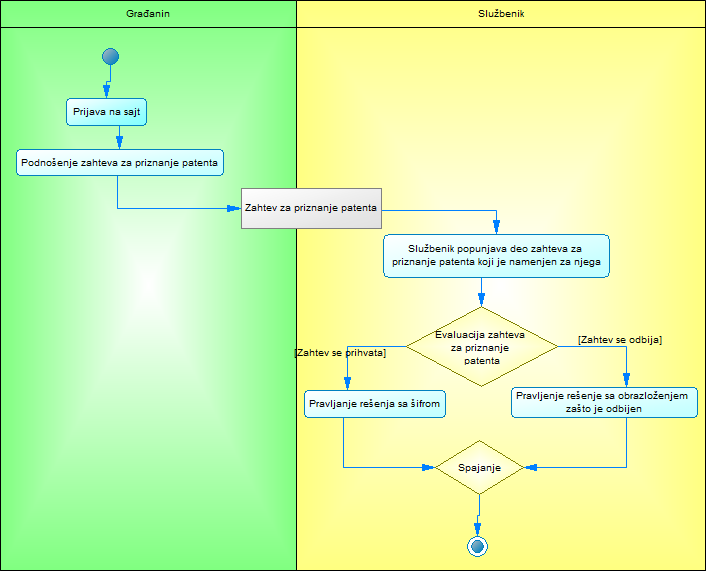 Građanin
Službenik
Prijava na sajt
Podnošenje zahteva za priznanje patenta
Zahtev za priznanje patenta
Službenik popunjava deo zahteva za
priznanje patenta koji je namenjen za njega
Evaluacija zahteva
za priznanje
patenta
[Zahtev se prihvata]
[Zahtev se odbija]
Pravljanje rešenja sa šifrom
Pravljenje rešenje sa obrazloženjem
zašto je odbijen
Spajanje